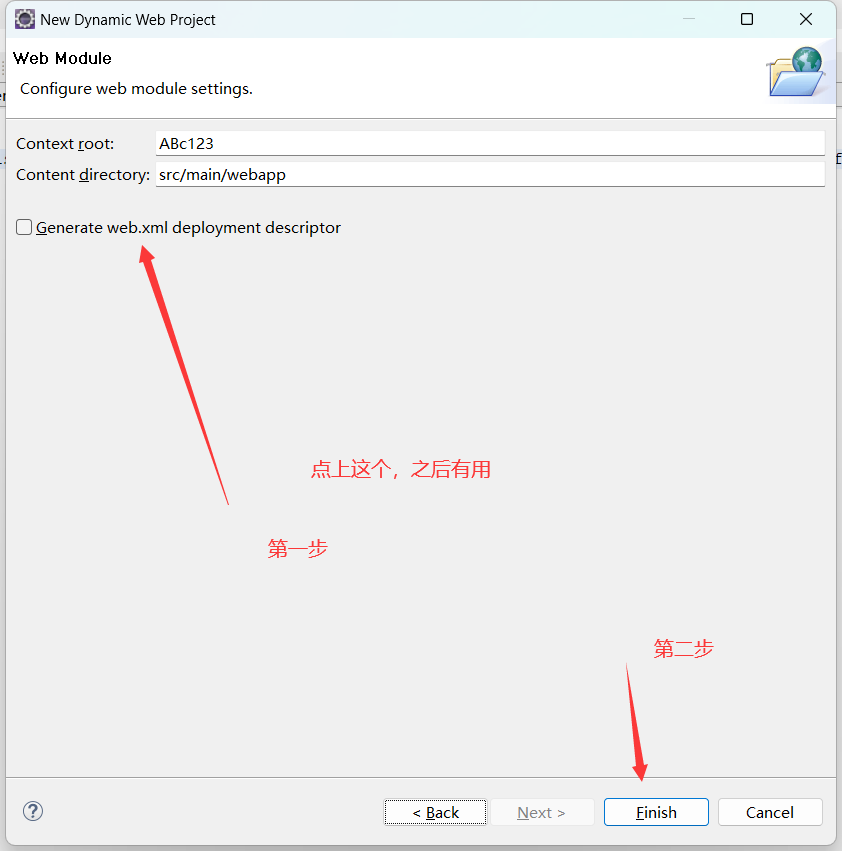 New Dynamic Web Project
Web Module
Configure web module settings.
Context root: ABc123
Content directory: src/main/webapp
Generate web.xml deployment descriptor
点上这个，之后有用
第一步
第二步
? < Back Next > Finish Cancel